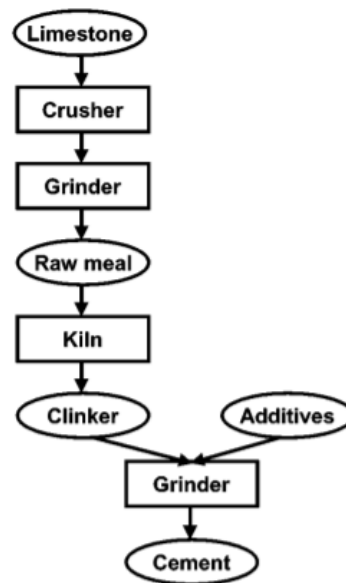 Limestone
Crusher
Grinder
Raw meal
Kiln
Clinker
Additives
Grinder
Cement